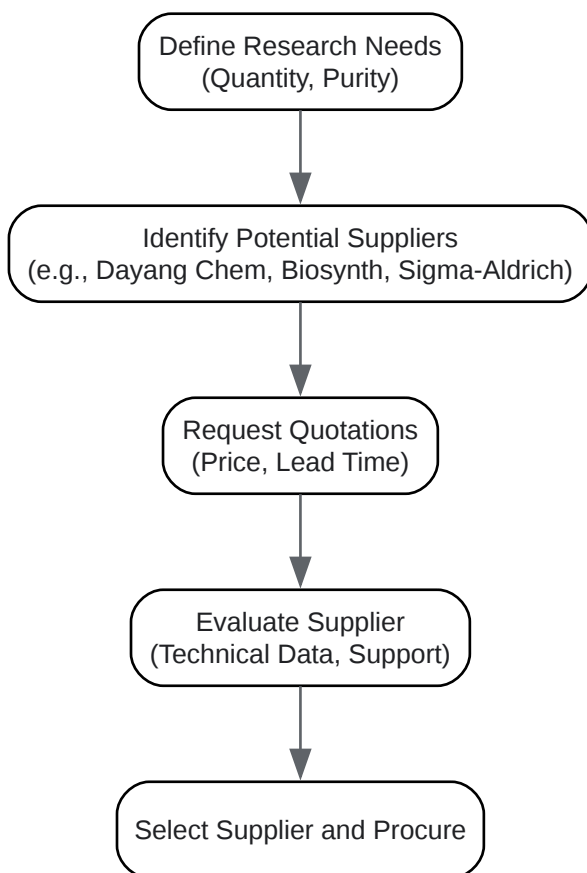 Define Research Needs
(Quantity, Purity)
Identify Potential Suppliers
(e.g., Dayang Chem, Biosynth, Sigma-Aldrich)
Request Quotations
(Price, Lead Time)
Evaluate Supplier
(Technical Data, Support)
Select Supplier and Procure